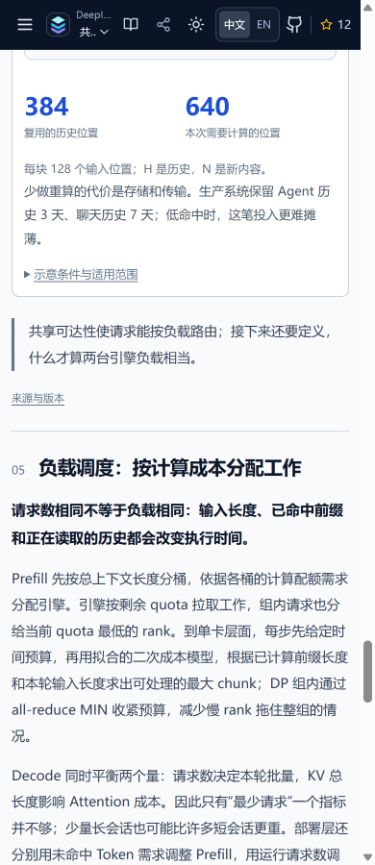 Deepl...
共..
中文
EN
12
384
复用的历史位置
640
本次需要计算的位置
每块 128 个输入位置；H 是历史，N 是新内容。
少做重算的代价是存储和传输。生产系统保留 Agent 历
史 3 天、聊天历史 7 天；低命中时，这笔投入更难摊
薄。
示意条件与适用范围
共享可达性使请求能按负载路由；接下来还要定义，
什么才算两台引擎负载相当。
来源与版本
05 负载调度：按计算成本分配工作
请求数相同不等于负载相同：输入长度、已命中前缀
和正在读取的历史都会改变执行时间。
Prefill 先按总上下文长度分桶，依据各桶的计算配额需求
分配引擎。引擎按剩余 quota 拉取工作，组内请求也分
给当前 quota 最低的 rank。到单卡层面，每步先给定时
间预算，再用拟合的二次成本模型，根据已计算前缀长度
和本轮输入长度求出可处理的最大 chunk；DP 组内通过
all-reduce MIN 收紧预算，减少慢 rank 拖住整组的情
况。
Decode 同时平衡两个量：请求数决定本轮批量，KV 总
长度影响 Attention 成本。因此只有“最少请求”一个指标
并不够；少量长会话也可能比许多短会话更重。部署层还
分别用未命中 Token 需求调整 Prefill，用运行请求数调